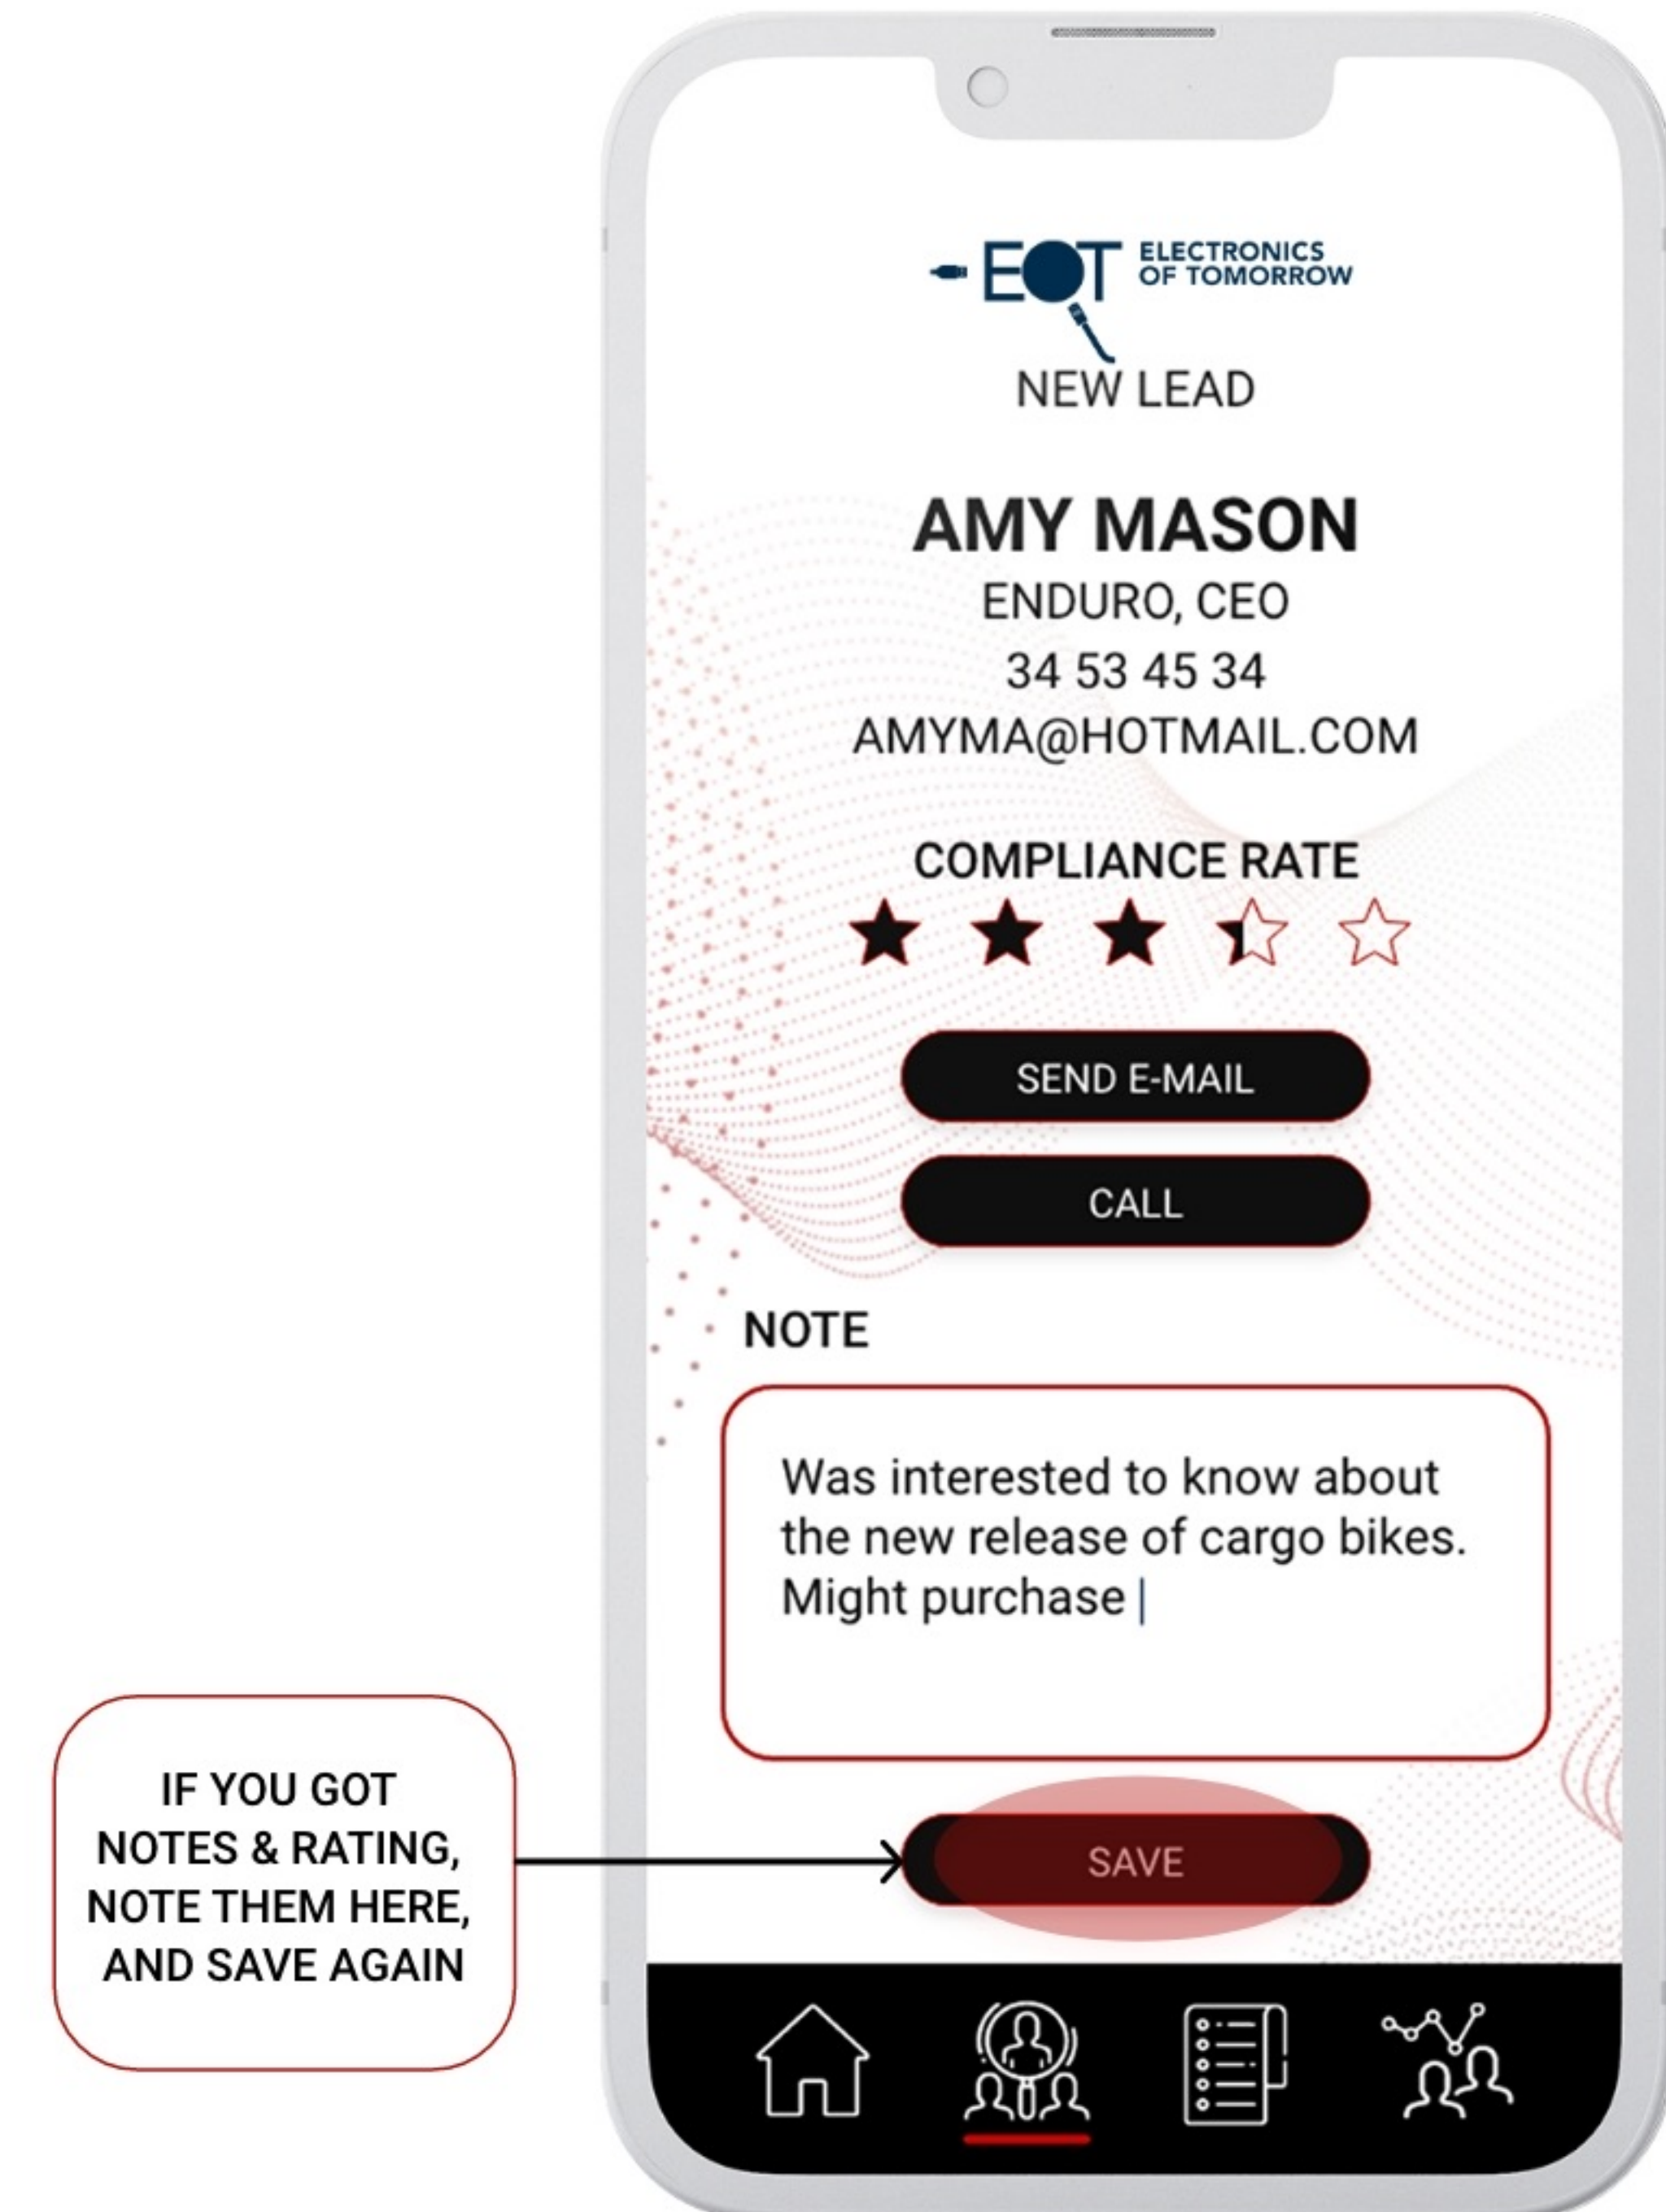 EOT ELECTRONICS
OF TOMORROW
NEW LEAD
AMY MASON
ENDURO, CEO
34 53 45 34
AMYMA@HOTMAIL.COM
COMPLIANCE RATE
SEND E-MAIL
CALL
NOTE
Was interested to know about
the new release of cargo bikes.
Might purchase
SAVE
IF YOU GOT
NOTES & RATING,
NOTE THEM HERE,
AND SAVE AGAIN